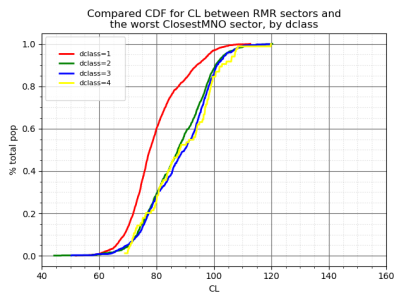 Compared CDF for CL between RMR sectors and
the worst ClosestMNO sector, by dclass
1.0
0.8
0.6
0.4
0.2
0.0
% total pop
dclass=1
dclass=2
dclass=3
dclass=4
40 60 80 100 120 140 160
CL